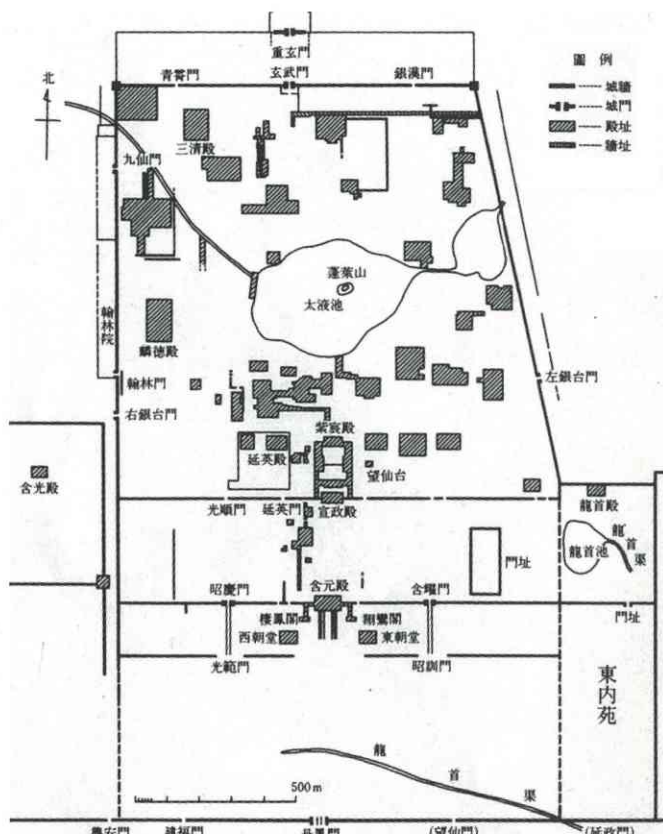 重玄門
青霄門
玄武門
銀漢門
圖例
城牆
城門
殿址
牆址
北
三清殿
九仙門
蓬萊山
太液池
翰林院
麟德殿
翰林門
右銀台門
左銀台門
紫宸殿
延英殿
望仙台
含光殿
龍首殿
光順門
延英門
宣政殿
龍首池
龍首渠
門址
昭慶門
含元殿
含耀門
門址
棲鳳閣
翔鸞閣
西朝堂
東朝堂
光範門
昭訓門
東內苑
500m
龍首渠
建福門
丹鳳門
(望仙門)
(延政門)